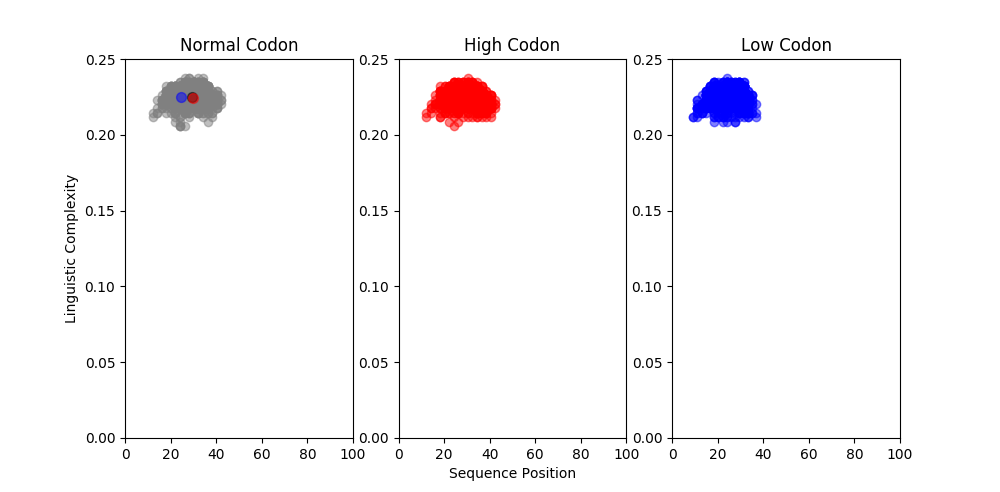 Normal Codon
High Codon
Low Codon
Linguistic Complexity
0.25
0.20
0.15
0.10
0.05
0.00
0 20 40 60 80 100
0.25
0.20
0.15
0.10
0.05
0.00
0 20 40 60 80 100
0.25
0.20
0.15
0.10
0.05
0.00
0 20 40 60 80 100
Sequence Position